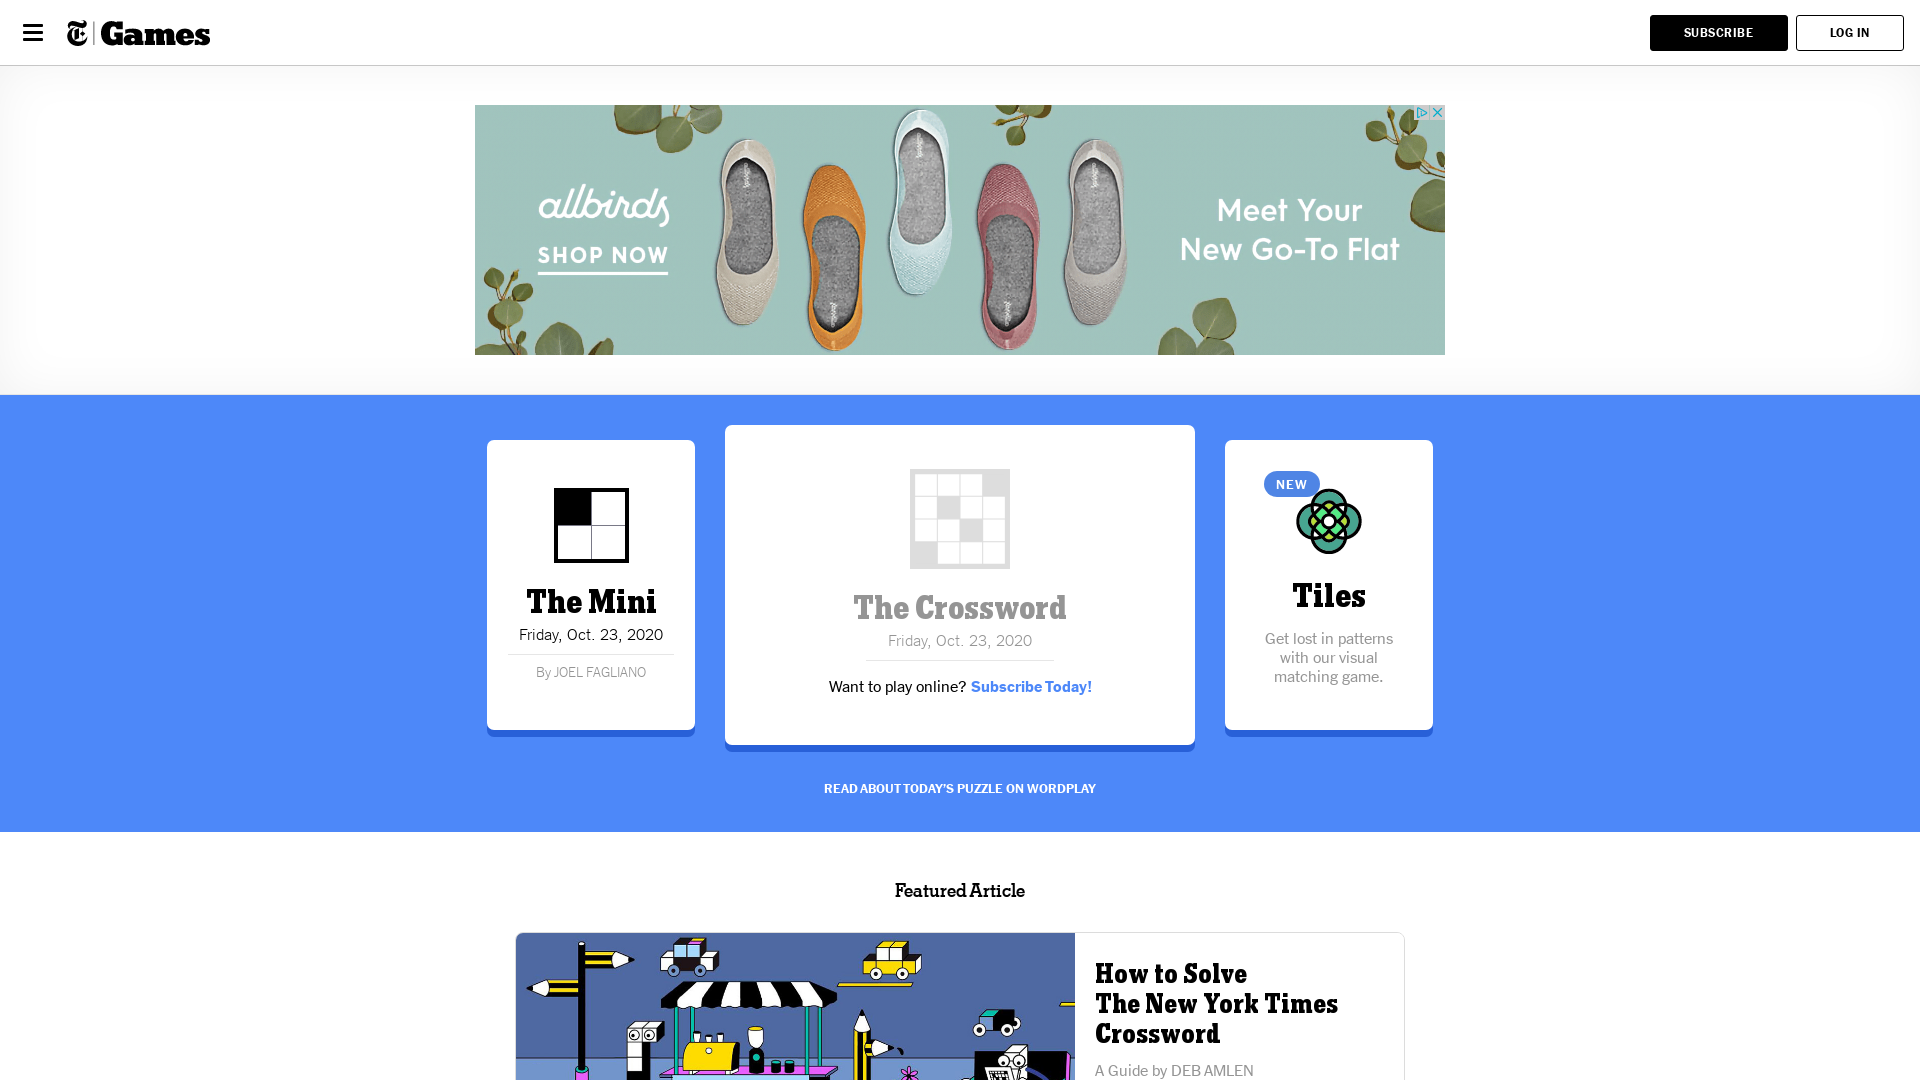 Games
SUBSCRIBE
LOG IN
allbirds
SHOP NOW
Meet Your
New Go-To Flat
The Mini
Friday, Oct. 23, 2020
By JOEL FAGLIANO
The Crossword
Friday, Oct. 23, 2020
Want to play online? Subscribe Today!
NEW
Tiles
Get lost in patterns
with our visual
matching game.
READ ABOUT TODAY'S PUZZLE ON WORDPLAY
Featured Article
How to Solve
The New York Times
Crossword
A Guide by DEB AMLEN